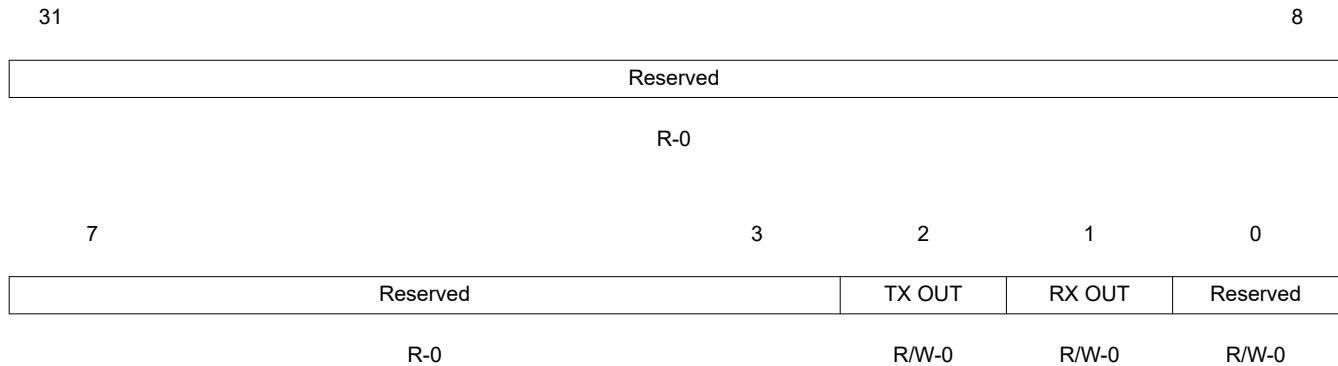 31 8
Reserved
R-0
7 3 2 1 0
Reserved TX OUT RX OUT Reserved
R-0 R/W-0 R/W-0 R/W-0